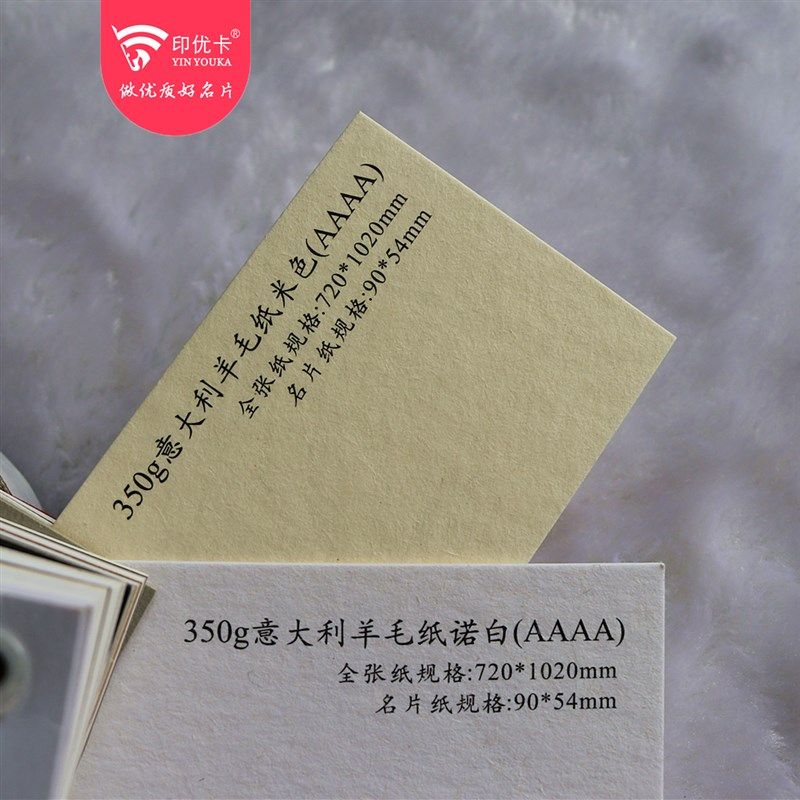 印优卡®
YIN YOUKA
做优质好名片
350g意大利羊毛纸米色(AAAA)
全张纸规格:720*1020mm
名片纸规格:90*54mm
350g意大利羊毛纸诺白(AAAA)
全张纸规格:720*1020mm
名片纸规格:90*54mm